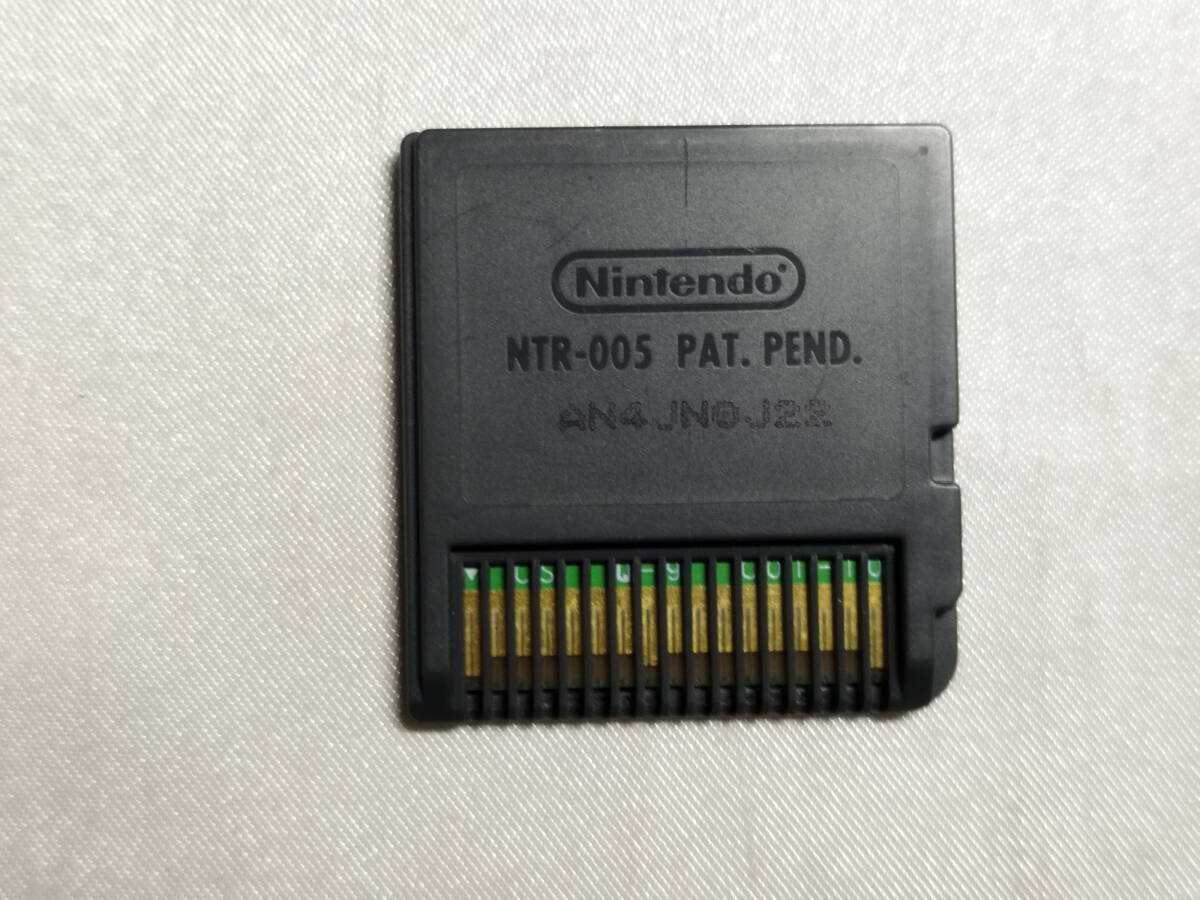 Nintendo
NTR-005 PAT. PEND.
AN4JN0J22